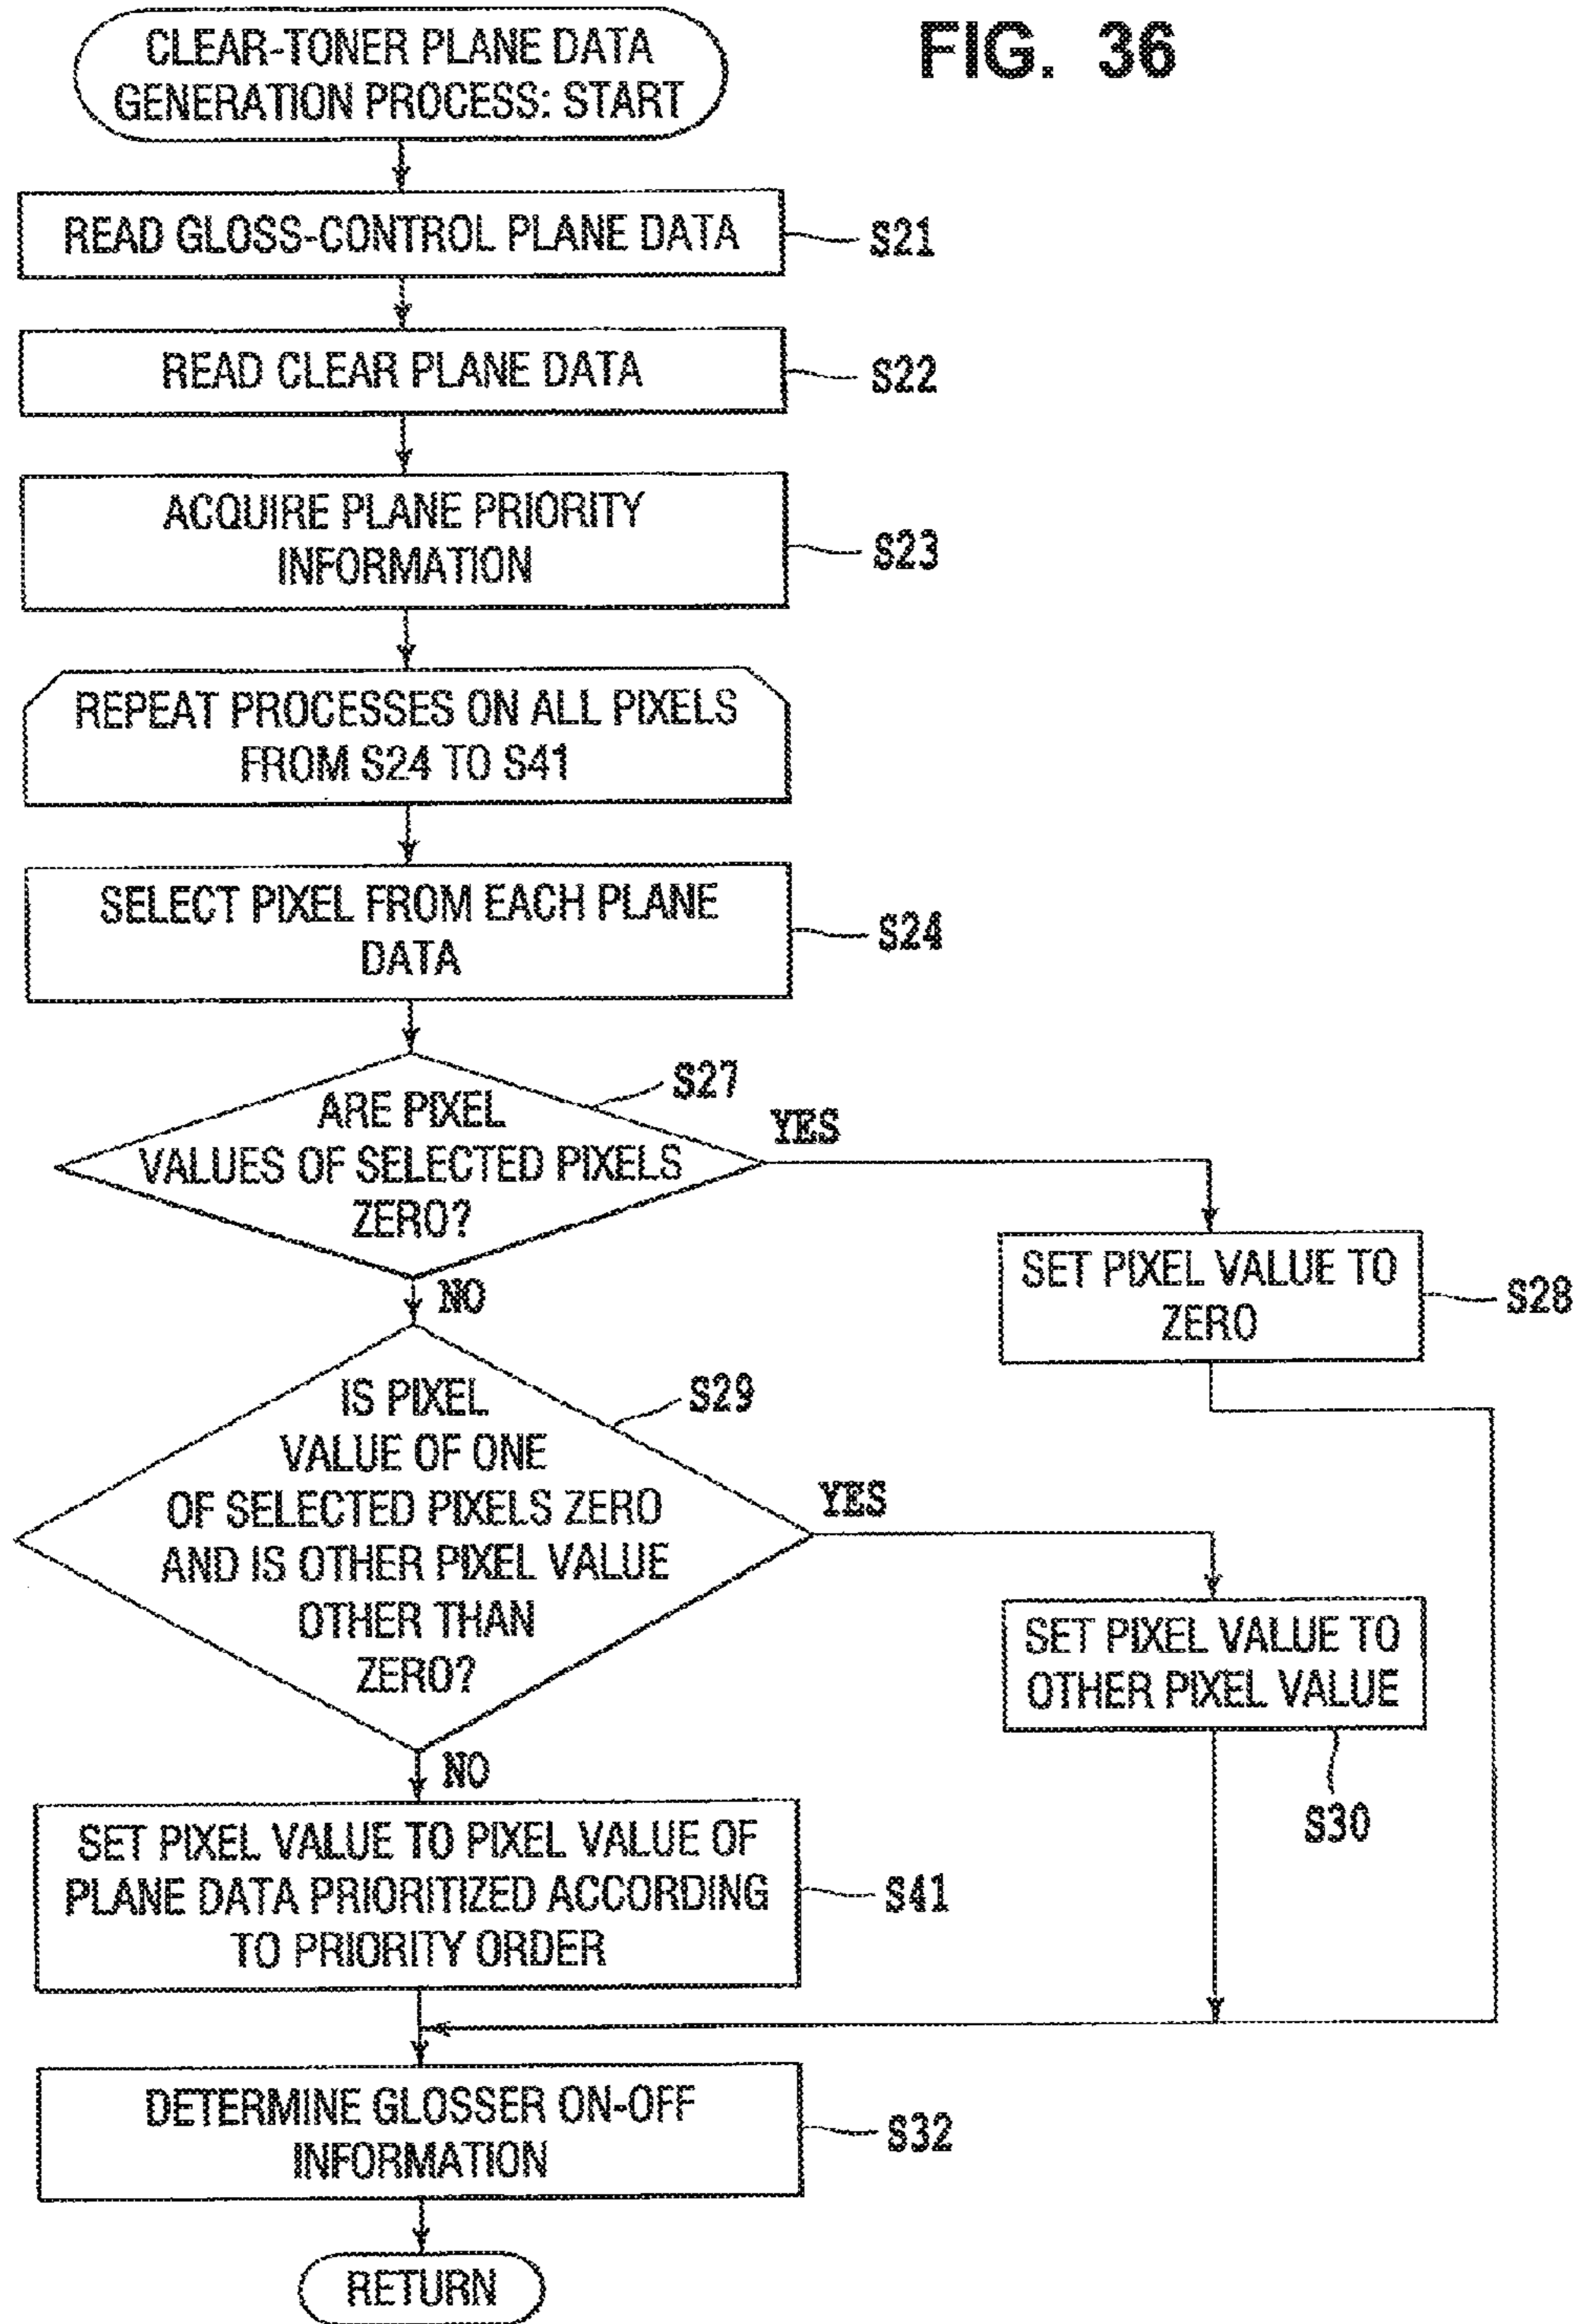 FIG. 36
CLEAR-TONER PLANE DATA
GENERATION PROCESS: START
READ GLOSS-CONTROL PLANE DATA
S21
READ CLEAR PLANE DATA
S22
ACQUIRE PLANE PRIORITY
INFORMATION
S23
REPEAT PROCESSES ON ALL PIXELS
FROM S24 TO S41
SELECT PIXEL FROM EACH PLANE
DATA
S24
S27
ARE PIXEL
VALUES OF SELECTED PIXELS
ZERO?
YES
NO
SET PIXEL VALUE TO
ZERO
S28
S29
IS PIXEL
VALUE OF ONE
OF SELECTED PIXELS ZERO
AND IS OTHER PIXEL VALUE
OTHER THAN
ZERO?
YES
NO
SET PIXEL VALUE TO
OTHER PIXEL VALUE
S30
SET PIXEL VALUE TO PIXEL VALUE OF
PLANE DATA PRIORITIZED ACCORDING
TO PRIORITY ORDER
S41
DETERMINE GLOSSER ON-OFF
INFORMATION
S32
RETURN